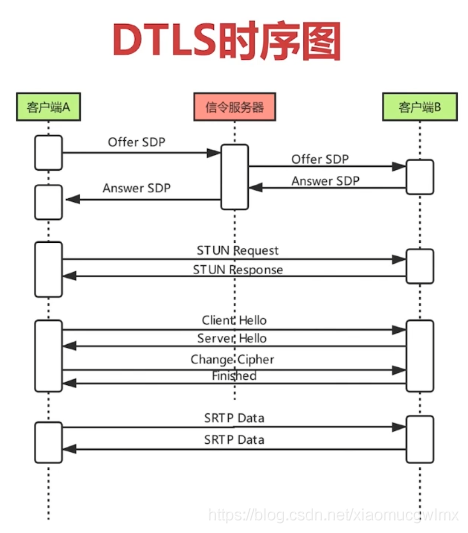 DTLS时序图
客户端A
信令服务器
客户端B
Offer SDP
Offer SDP
Answer SDP
Answer SDP
STUN Request
STUN Response
Client Hello
Server Hello
Change Cipher
Finished
SRTP Data
SRTP Data
https://blog.csdn.net/xiaomucgwlmx